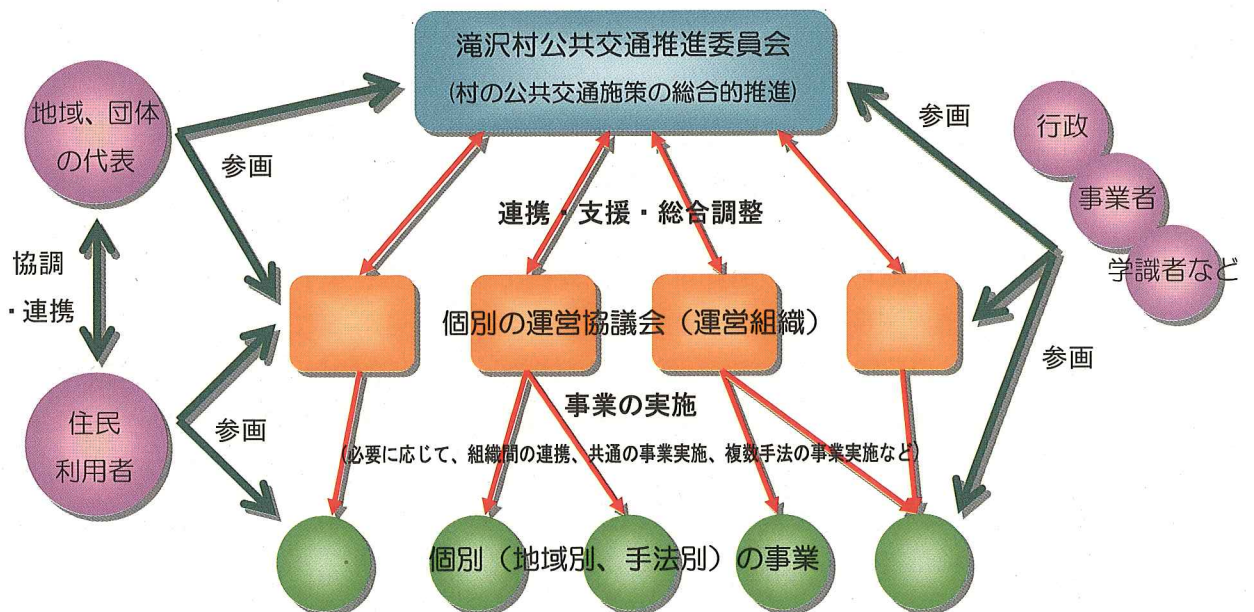 滝沢村公共交通推進委員会
(村の公共交通施策の総合的推進)
地域、団体
の代表
参画
参画
行政
事業者
学識者など
連携・支援・総合調整
協調
・連携
個別の運営協議会（運営組織）
参画
住民
利用者
参画
事業の実施
(必要に応じて、組織間の連携、共通の事業実施、複数手法の事業実施など)
個別（地域別、手法別）の事業